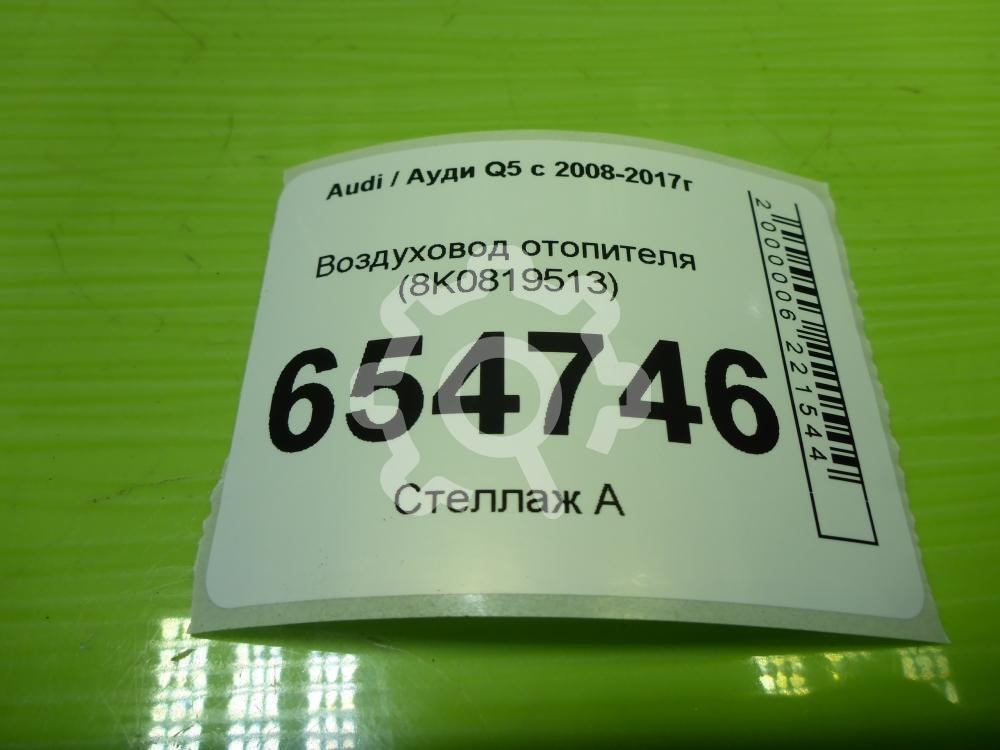 Audi / Ауди Q5 с 2008-2017г
Воздуховод отопителя
(8K0819513)
654746
Стеллаж А
2000006221544